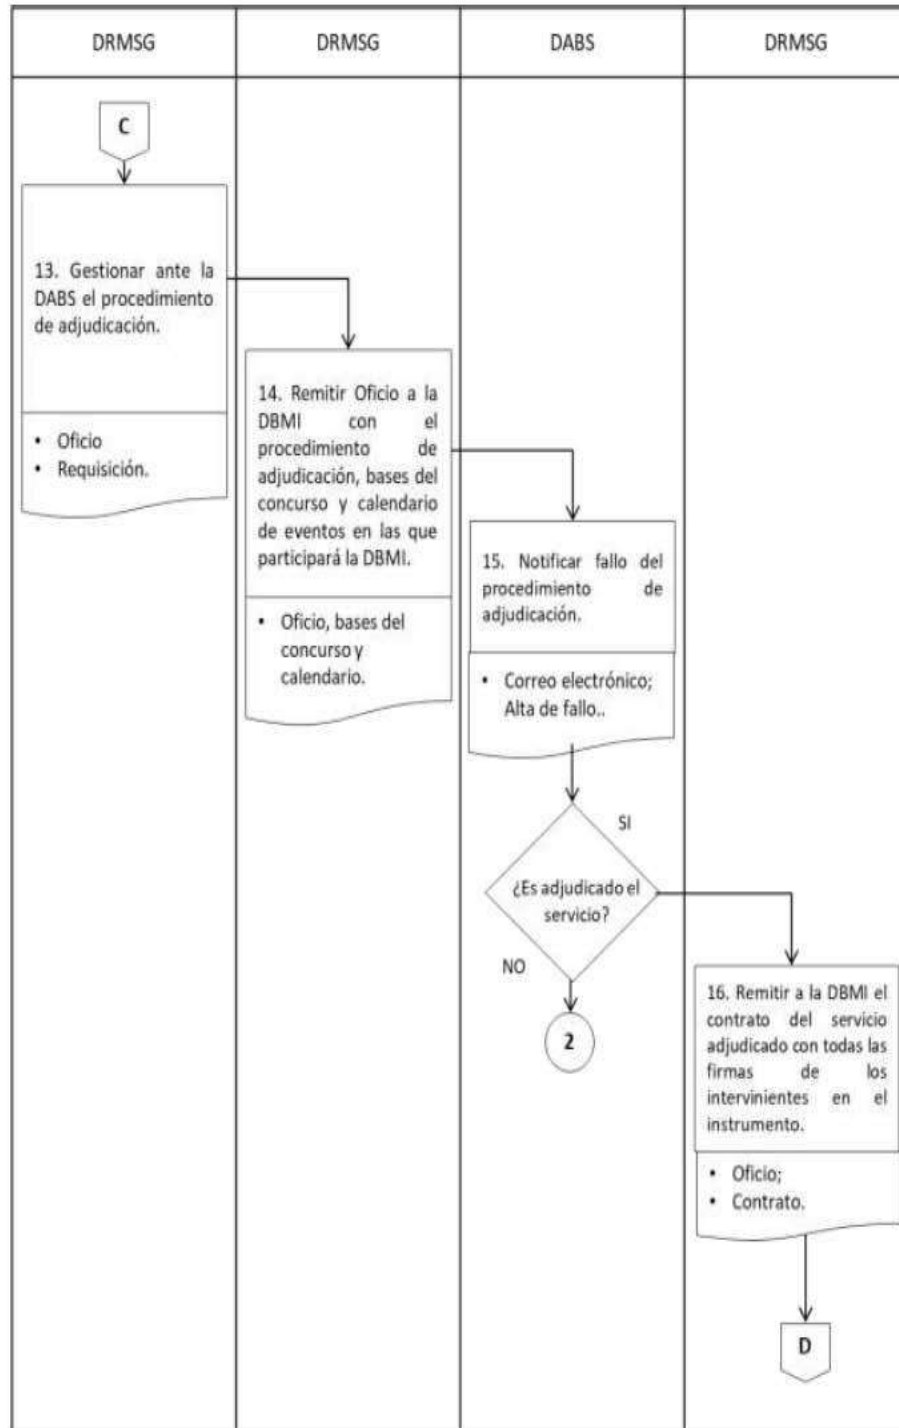 DRMSG
DRMSG
DABS
DRMSG
C
13. Gestionar ante la
DABS el procedimiento
de adjudicación.
• Oficio
• Requisición.
14. Remitir Oficio a la
DBMI con el
procedimiento de
adjudicación, bases del
concurso y calendario
de eventos en las que
participará la DBMI.
• Oficio, bases del
concurso y
calendario.
15. Notificar fallo del
procedimiento de
adjudicación.
• Correo electrónico;
Alta de fallo..
SI
¿Es adjudicado el
servicio?
NO
2
16. Remitir a la DBMI el
contrato del servicio
adjudicado con todas las
firmas de los
intervinientes en el
instrumento.
• Oficio;
• Contrato.
D